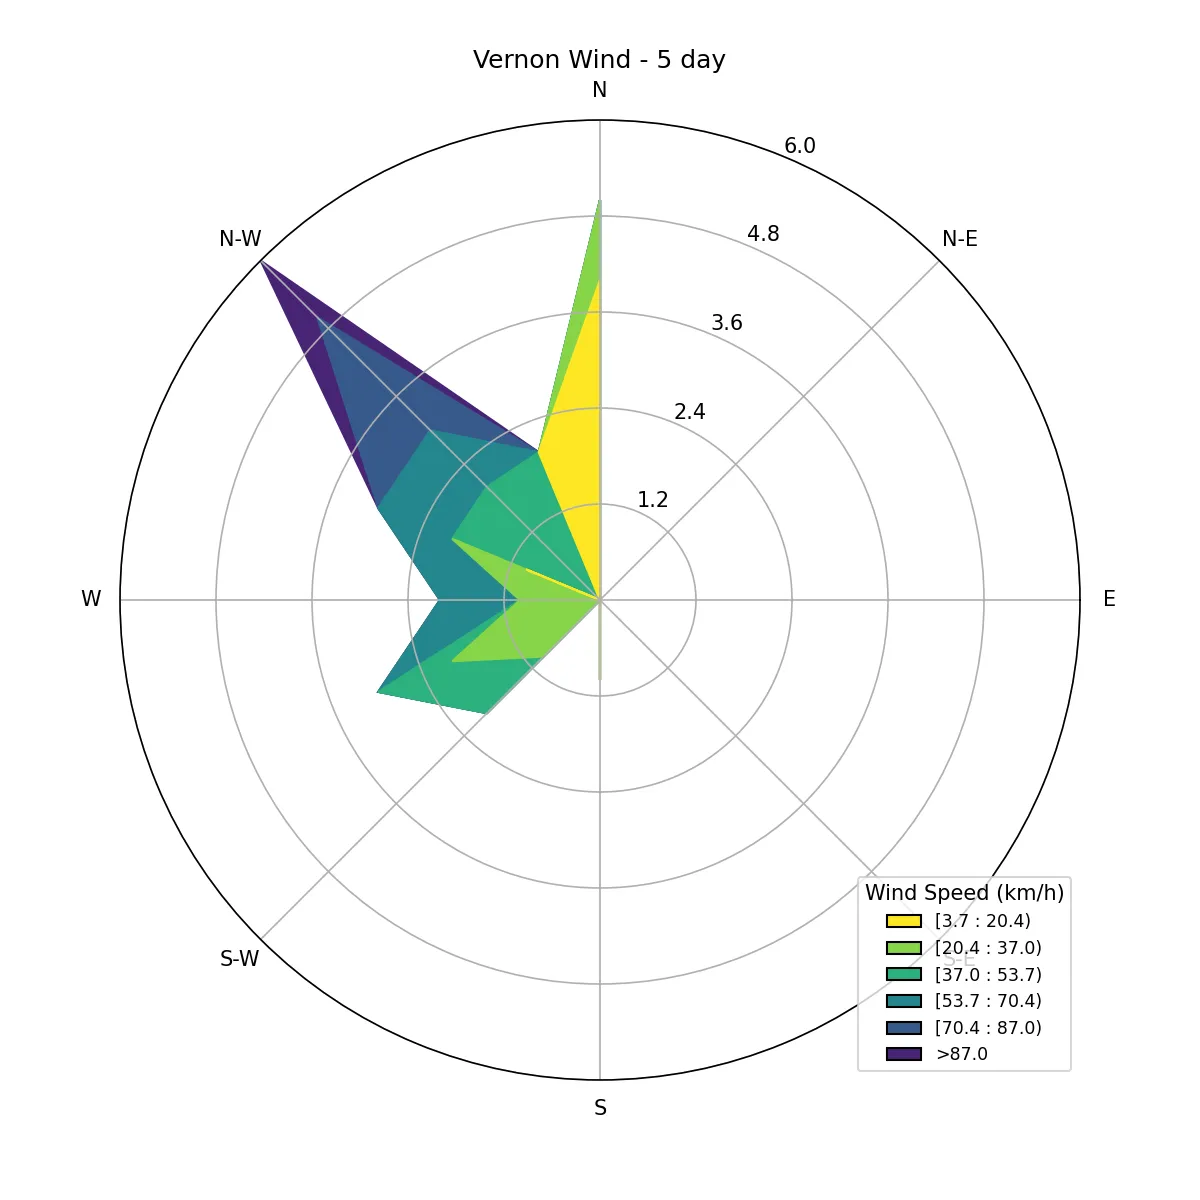 Vernon Wind - 5 day
N
6.0
N-W
N-E
4.8
3.6
2.4
1.2
W
E
S-W
S-E
S
Wind Speed (km/h)
[3.7 : 20.4)
[20.4 : 37.0)
[37.0 : 53.7)
[53.7 : 70.4)
[70.4 : 87.0)
>87.0